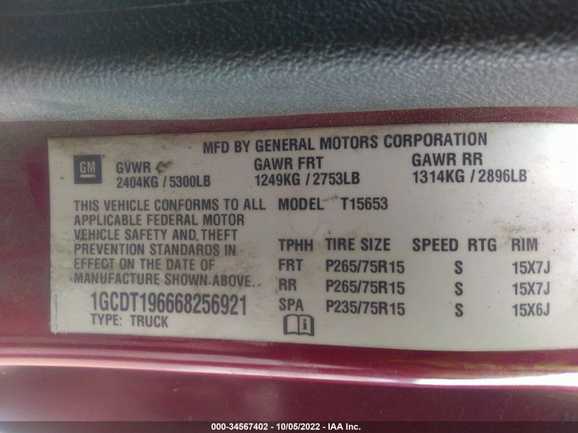 MFD BY GENERAL MOTORS CORPORATION
GM GVWR GAWR FRT GAWR RR
2404KG / 5300LB 1249KG / 2753LB 1314KG / 2896LB
THIS VEHICLE CONFORMS TO ALL
APPLICABLE FEDERAL MOTOR
VEHICLE SAFETY AND THEFT
PREVENTION STANDARDS IN
EFFECT ON THE DATE OF
MANUFACTURE SHOWN ABOVE.
1GCDT196668256921
TYPE: TRUCK
MODEL T15653
TPHH TIRE SIZE SPEED RTG RIM
FRT P265/75R15 S 15X7J
RR P265/75R15 S 15X7J
SPA P235/75R15 S 15X6J
000-34567402 - 10/05/2022 - IAA Inc.